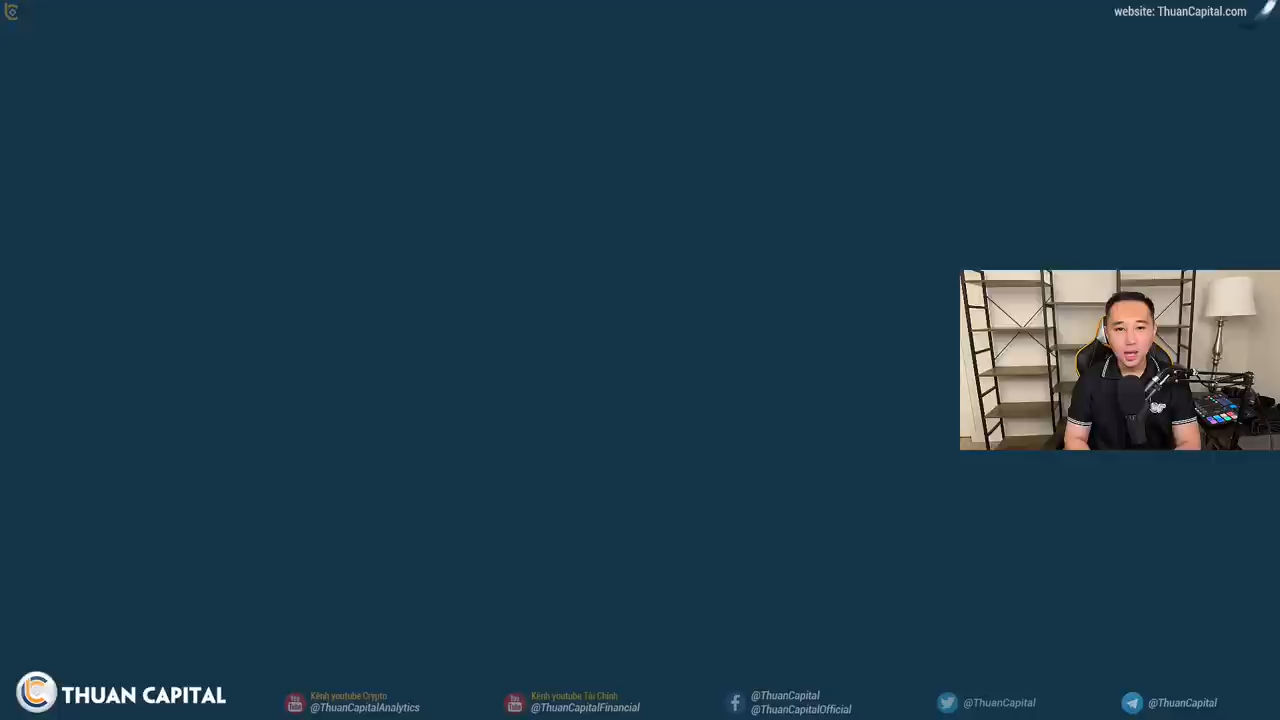 website: ThuanCapital.com
THUAN CAPITAL
Kênh youtube Crypto
@ThuanCapitalAnalytics
Kênh youtube Tài Chính
@ThuanCapitalFinancial
@ThuanCapital
@ThuanCapitalOfficial
@ThuanCapital
@ThuanCapital